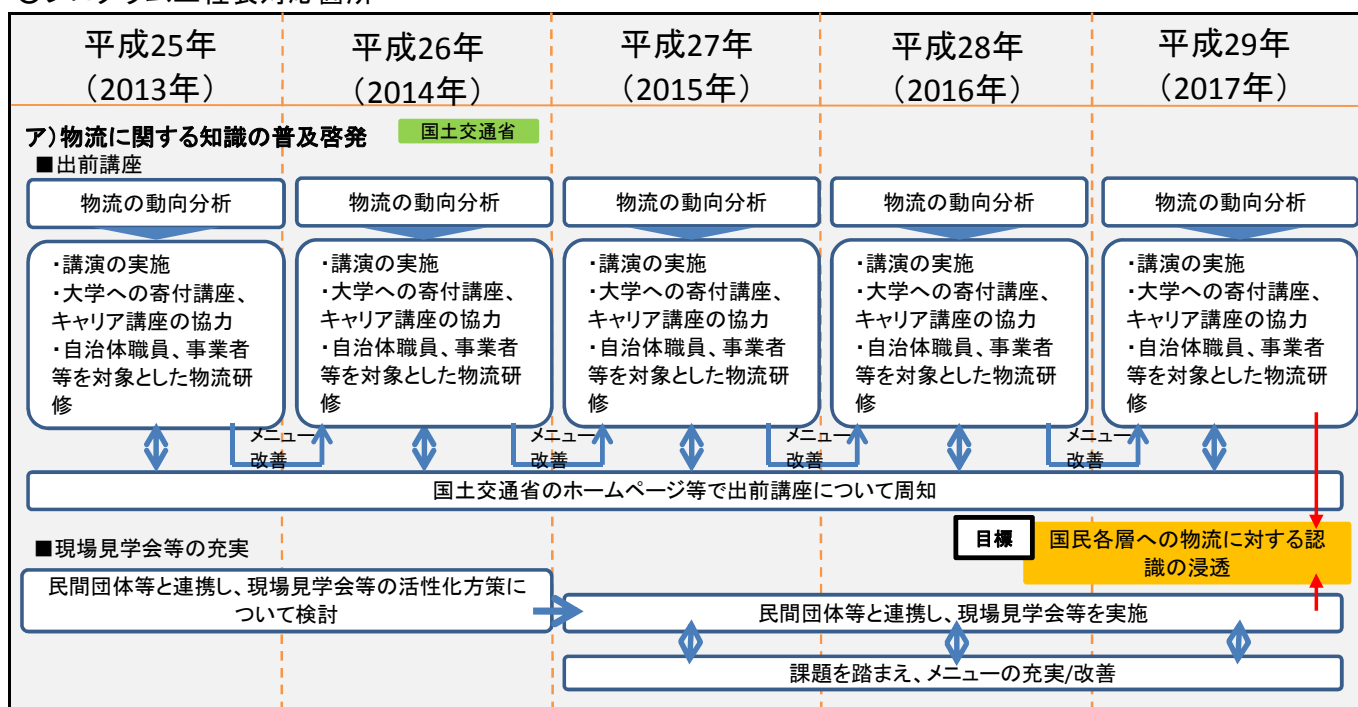 平成25年
（2013年）
平成26年
（2014年）
平成27年
（2015年）
平成28年
（2016年）
平成29年
（2017年）
ア）物流に関する知識の普及啓発
国土交通省
■出前講座
物流の動向分析
物流の動向分析
物流の動向分析
物流の動向分析
物流の動向分析
・講演の実施
・大学への寄付講座、
キャリア講座の協力
・自治体職員、事業者
等を対象とした物流研
修
・講演の実施
・大学への寄付講座、
キャリア講座の協力
・自治体職員、事業者
等を対象とした物流研
修
・講演の実施
・大学への寄付講座、
キャリア講座の協力
・自治体職員、事業者
等を対象とした物流研
修
・講演の実施
・大学への寄付講座、
キャリア講座の協力
・自治体職員、事業者
等を対象とした物流研
修
・講演の実施
・大学への寄付講座、
キャリア講座の協力
・自治体職員、事業者
等を対象とした物流研
修
メニュー
改善
メニュー
改善
メニュー
改善
メニュー
改善
国土交通省のホームページ等で出前講座について周知
目標
国民各層への物流に対する認
識の浸透
■現場見学会等の充実
民間団体等と連携し、現場見学会等の活性化方策に
ついて検討
民間団体等と連携し、現場見学会等を実施
課題を踏まえ、メニューの充実/改善